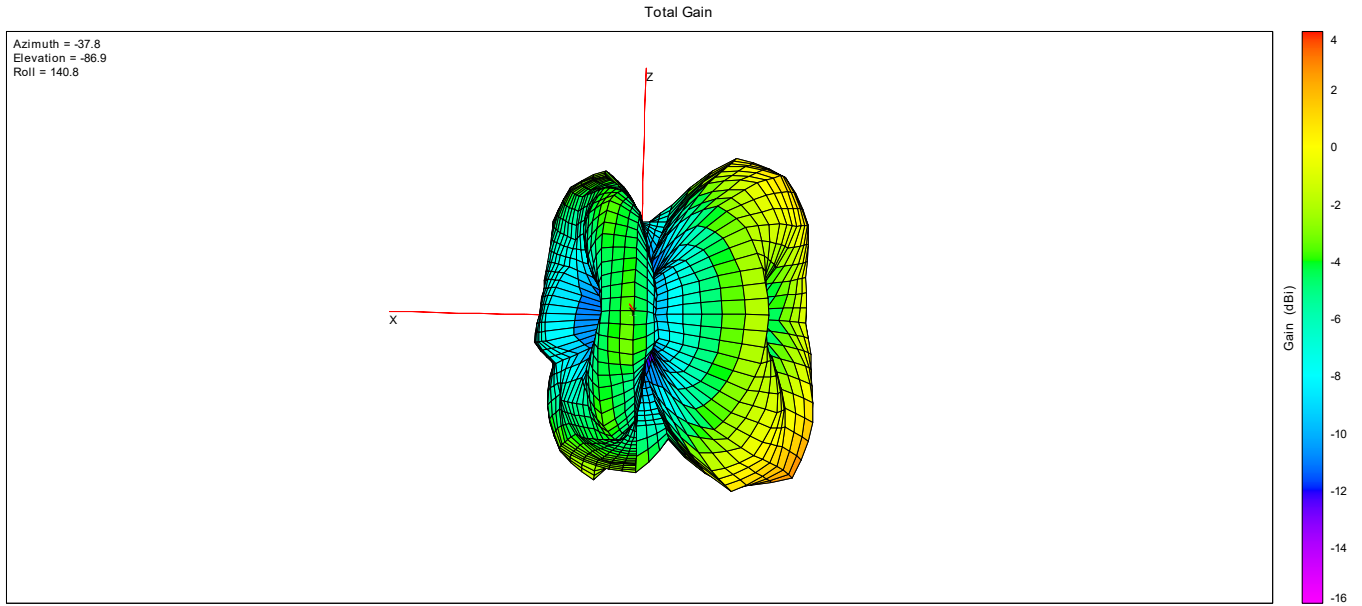 Total Gain
Azimuth = -37.8
Elevation = -86.9
Roll = 140.8
Z
X
Y
4
2
0
-2
-4
-6
-8
-10
-12
-14
-16
Gain (dBi)